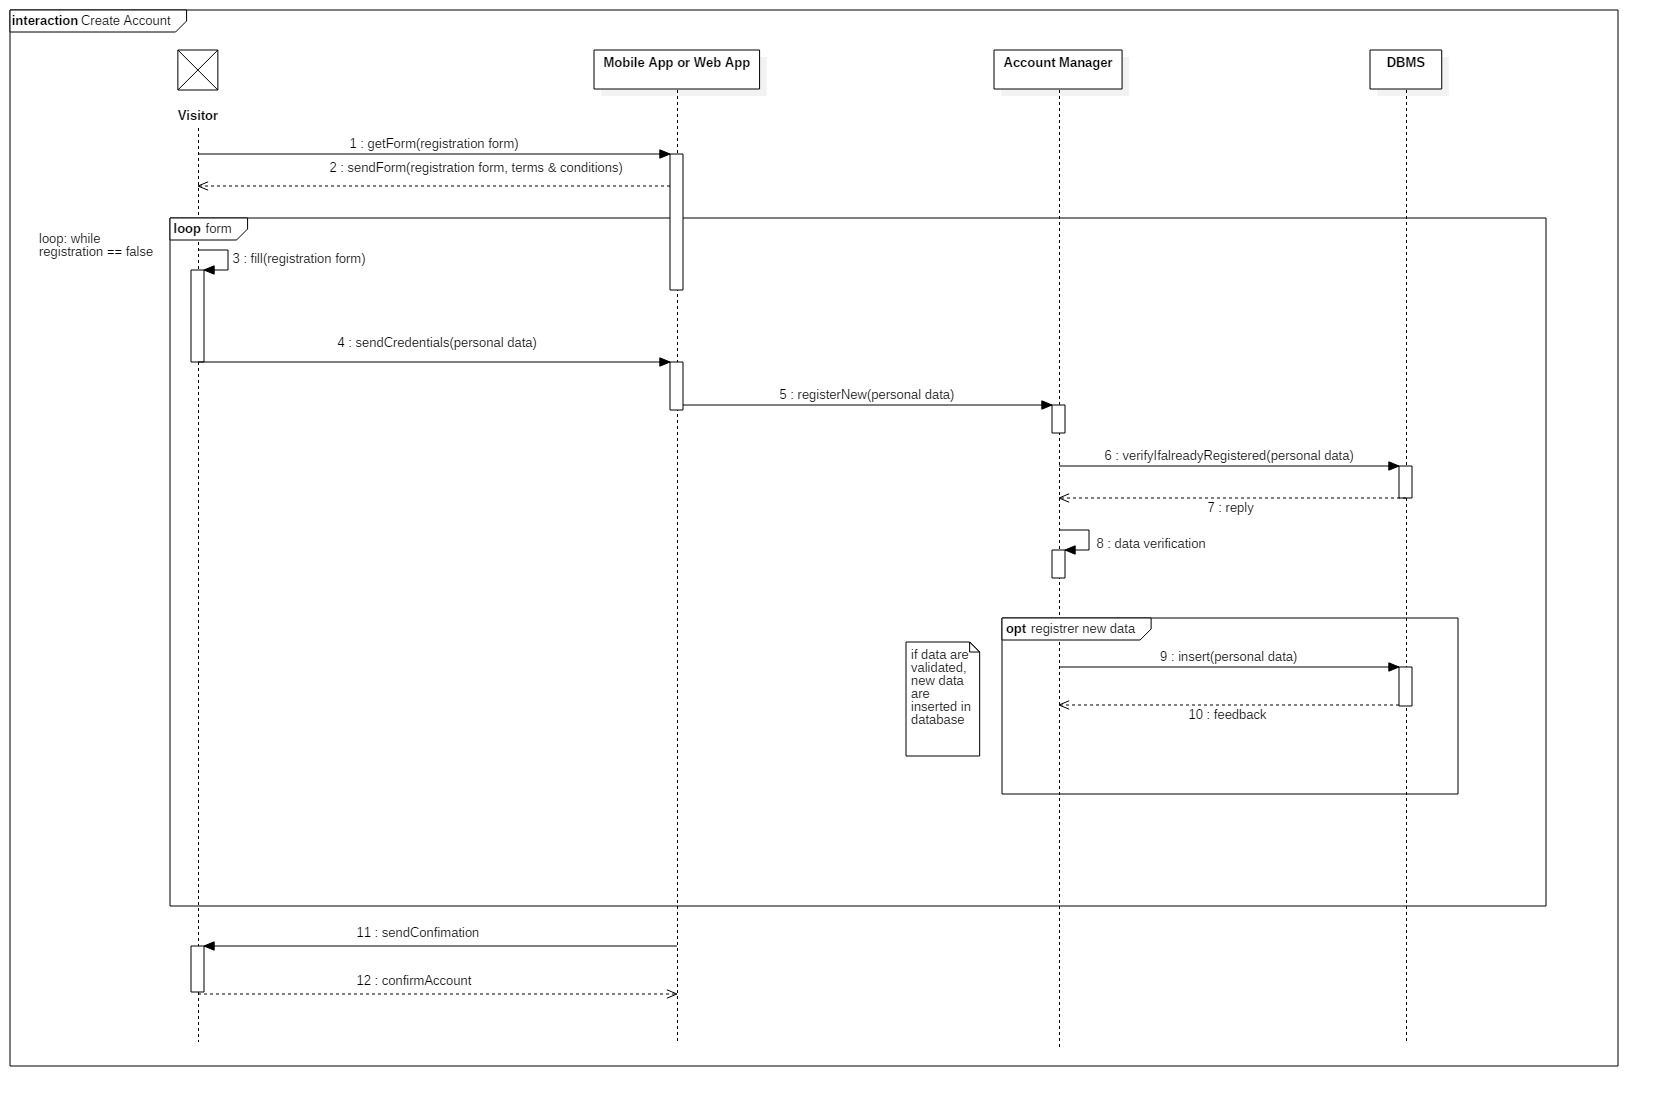 interaction Create Account
Mobile App or Web App
Account Manager
DBMS
Visitor
1 : getForm(registration form)
2 : sendForm(registration form, terms & conditions)
loop form
loop: while
registration == false
3 : fill(registration form)
4 : sendCredentials(personal data)
5 : registerNew(personal data)
6 : verifyIfalreadyRegistered(personal data)
7 : reply
8 : data verification
opt registrer new data
if data are
validated,
new data
are
inserted in
database
9 : insert(personal data)
10 : feedback
11 : sendConfimation
12 : confirmAccount